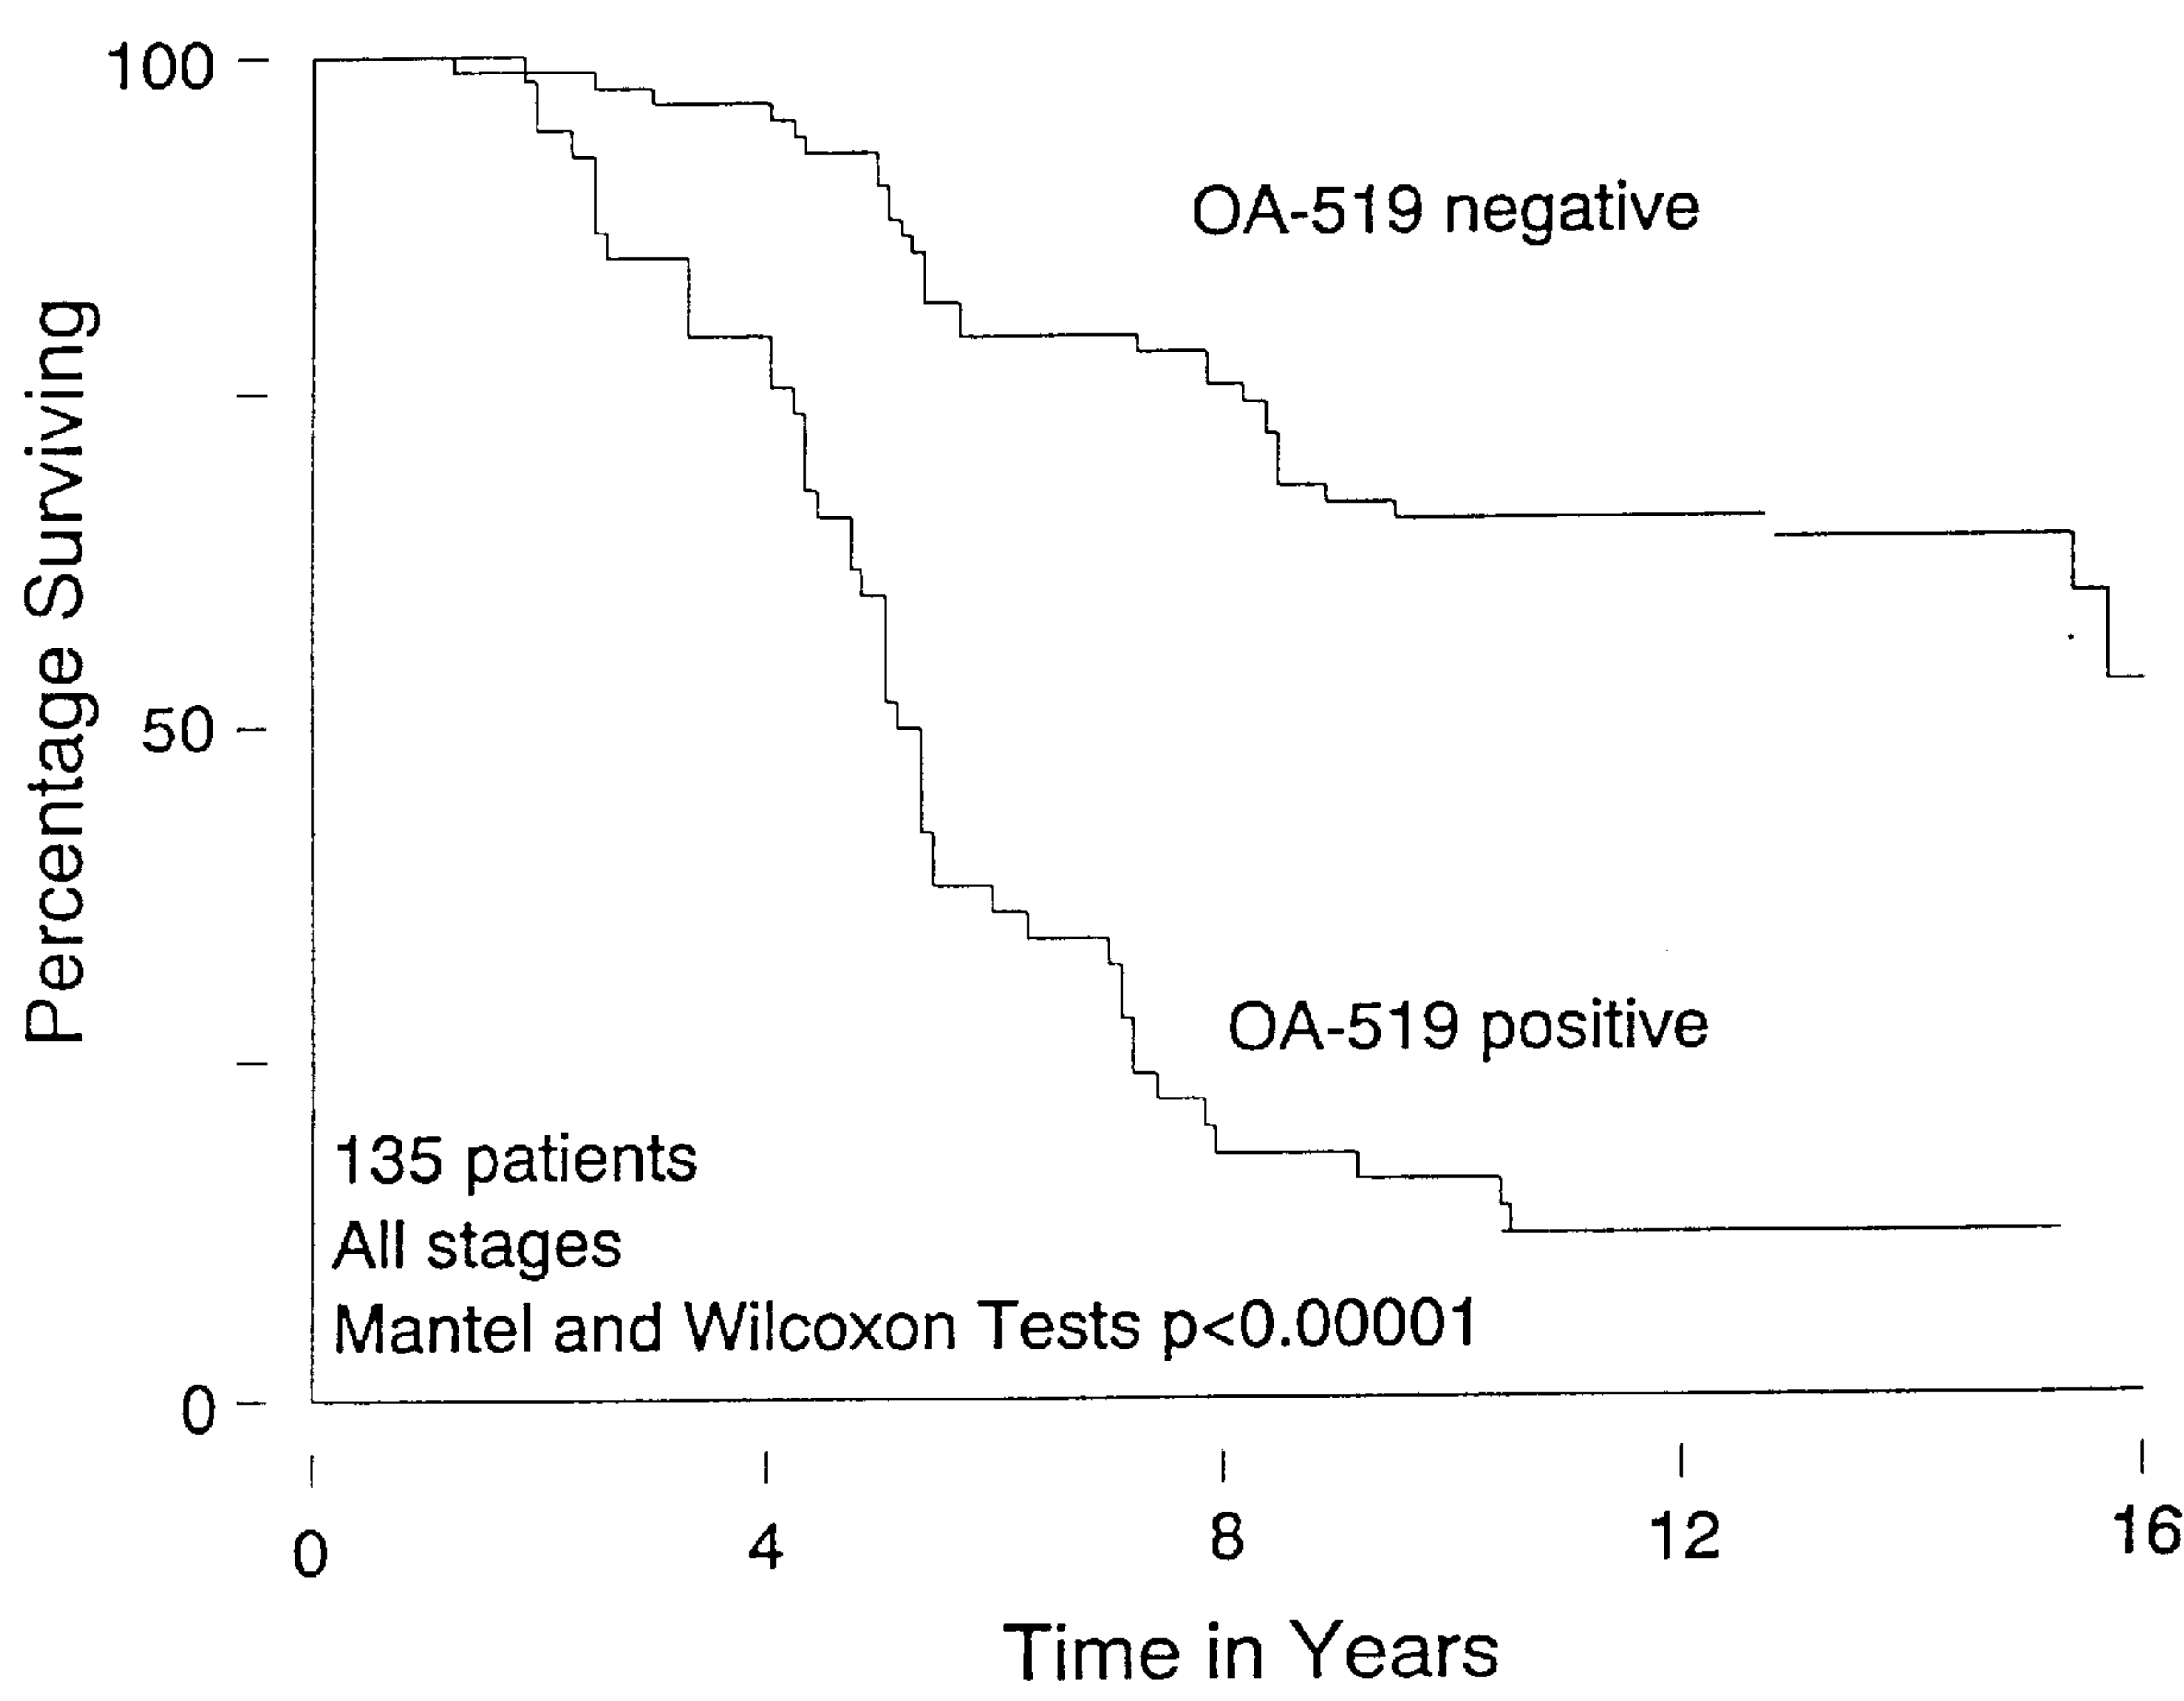 100
OA-519 negative
Percentage Surviving
50
OA-519 positive
135 patients
All stages
Mantel and Wilcoxon Tests p<0.00001
0
0 4 8 12 16
Time in Years